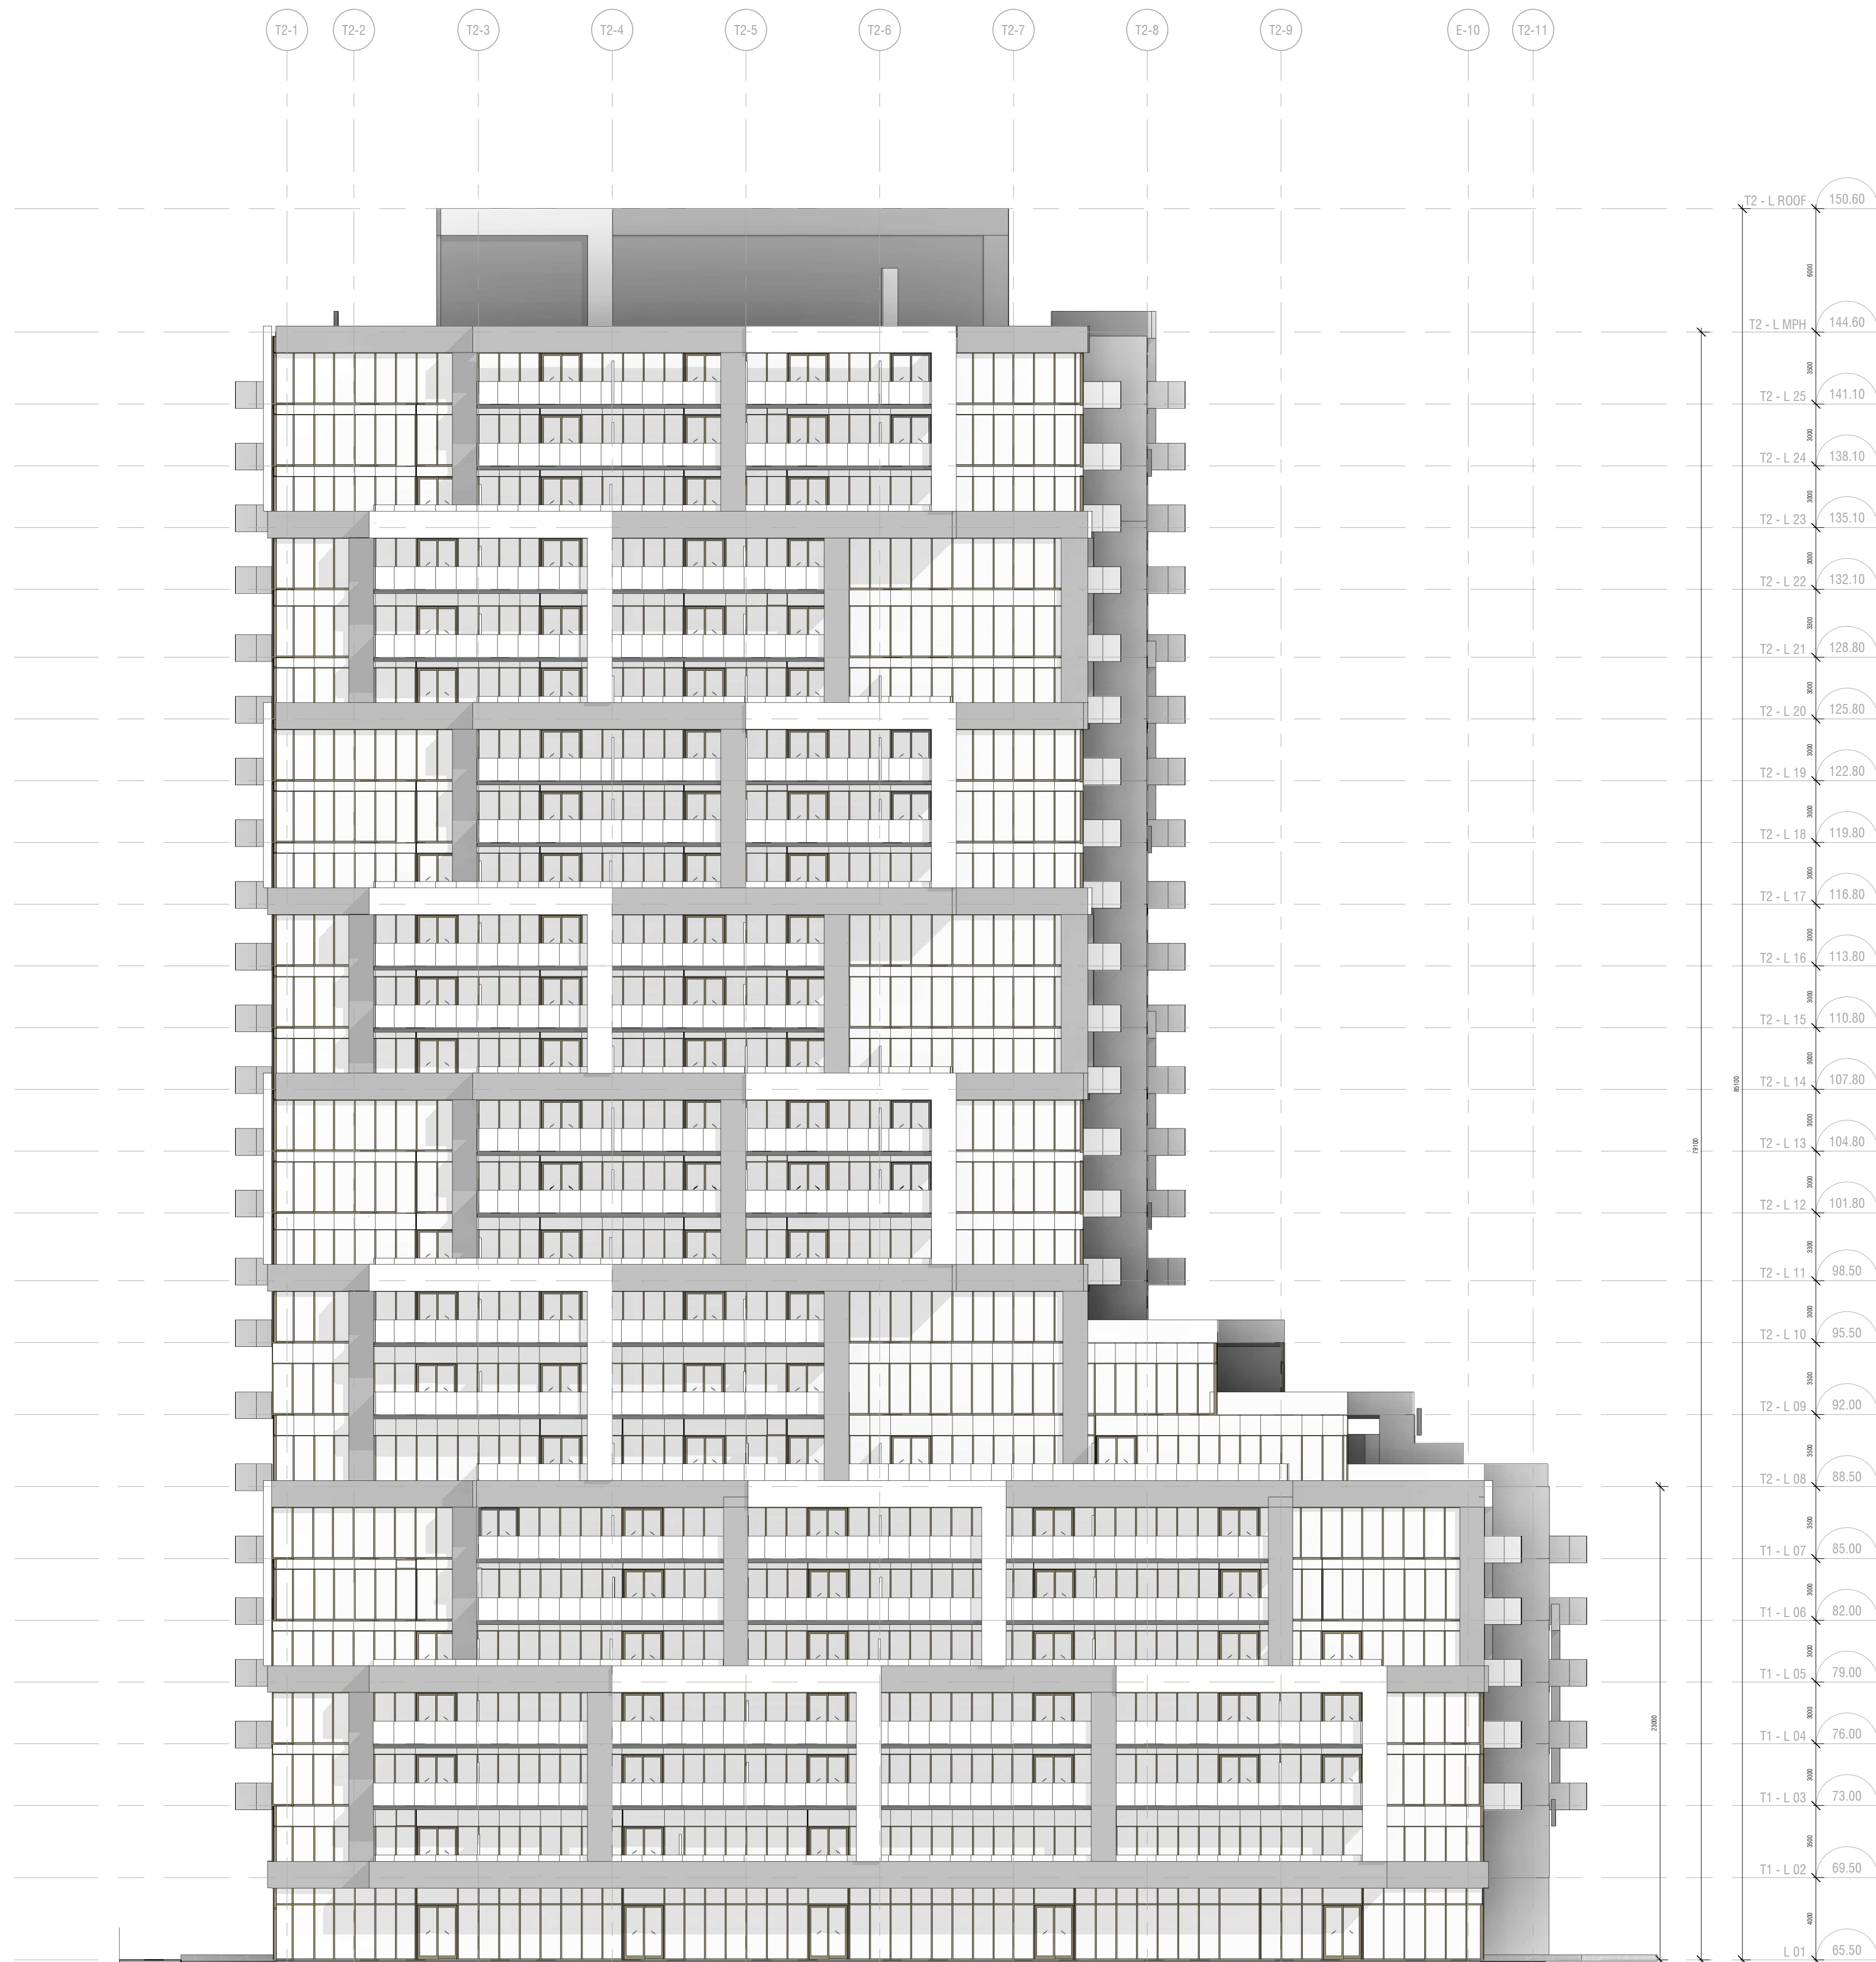 T2-1 T2-2 T2-3 T2-4 T2-5 T2-6 T2-7 T2-8 T2-9 E-10 T2-11
T2 - L ROOF 150.60
6000
T2 - L MPH 144.60
3500
T2 - L 25 141.10
3000
T2 - L 24 138.10
3000
T2 - L 23 135.10
3000
T2 - L 22 132.10
3300
T2 - L 21 128.80
3000
T2 - L 20 125.80
3000
T2 - L 19 122.80
3000
T2 - L 18 119.80
3000
T2 - L 17 116.80
3000
T2 - L 16 113.80
3000
T2 - L 15 110.80
3000
T2 - L 14 107.80
85100
3000
T2 - L 13 104.80
79100
3000
T2 - L 12 101.80
3300
T2 - L 11 98.50
3000
T2 - L 10 95.50
3500
T2 - L 09 92.00
3500
T2 - L 08 88.50
3500
T1 - L 07 85.00
3000
T1 - L 06 82.00
3000
T1 - L 05 79.00
3000
23000
T1 - L 04 76.00
3000
T1 - L 03 73.00
3500
T1 - L 02 69.50
4000
L 01 65.50